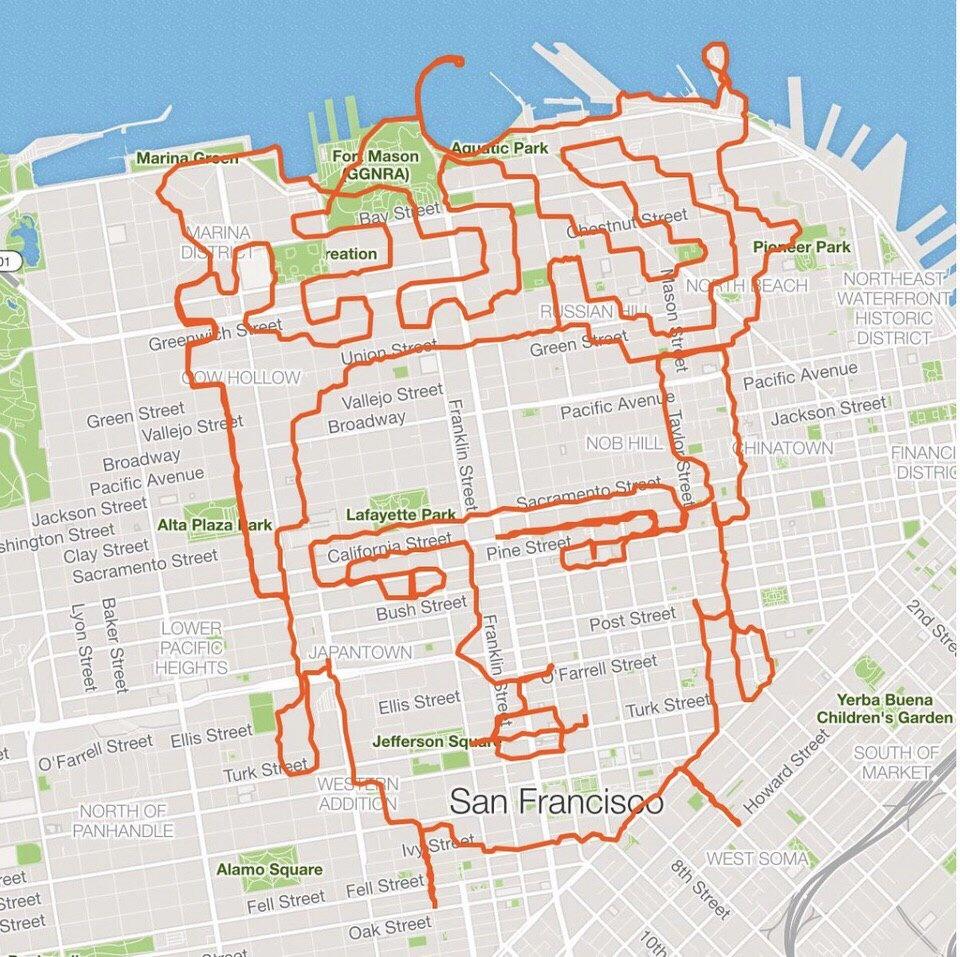 Marina Green
Fort Mason
(GGNRA)
Aquatic Park
Bay Street
Chestnut Street
MARINA
DISTRICT
reation
Pioneer Park
01
NORTH BEACH
NORTHEAST
WATERFRONT
HISTORIC
DISTRICT
RUSSIAN HILL
Mason Street
Greenwich Street
Union Street
Green Street
COW HOLLOW
Pacific Avenue
Vallejo Street
Broadway
Green Street
Vallejo Street
Pacific Avenue
Jackson Street
Franklin Street
Taylor Street
NOB HILL
CHINATOWN
FINANCI
DISTRIC
Broadway
Pacific Avenue
Jackson Street
shington Street
Clay Street
Sacramento Street
Alta Plaza Park
Lafayette Park
Sacramento Street
California Street
Pine Street
Bush Street
Post Street
Lyon Street
Baker Street
2nd Stree
LOWER
PACIFIC
HEIGHTS
JAPANTOWN
Franklin Street
O'Farrell Street
Ellis Street
Turk Street
Yerba Buena
Children's Garden
et
O'Farrell Street
Ellis Street
Jefferson Square
Turk Street
Howard Street
SOUTH OF
MARKET
WESTERN
ADDITION
San Francisco
NORTH OF
PANHANDLE
Ivy Street
WEST SOMA
Alamo Square
8th Street
Fell Street
Fell Street
Oak Street
reet
Street
Street
10th